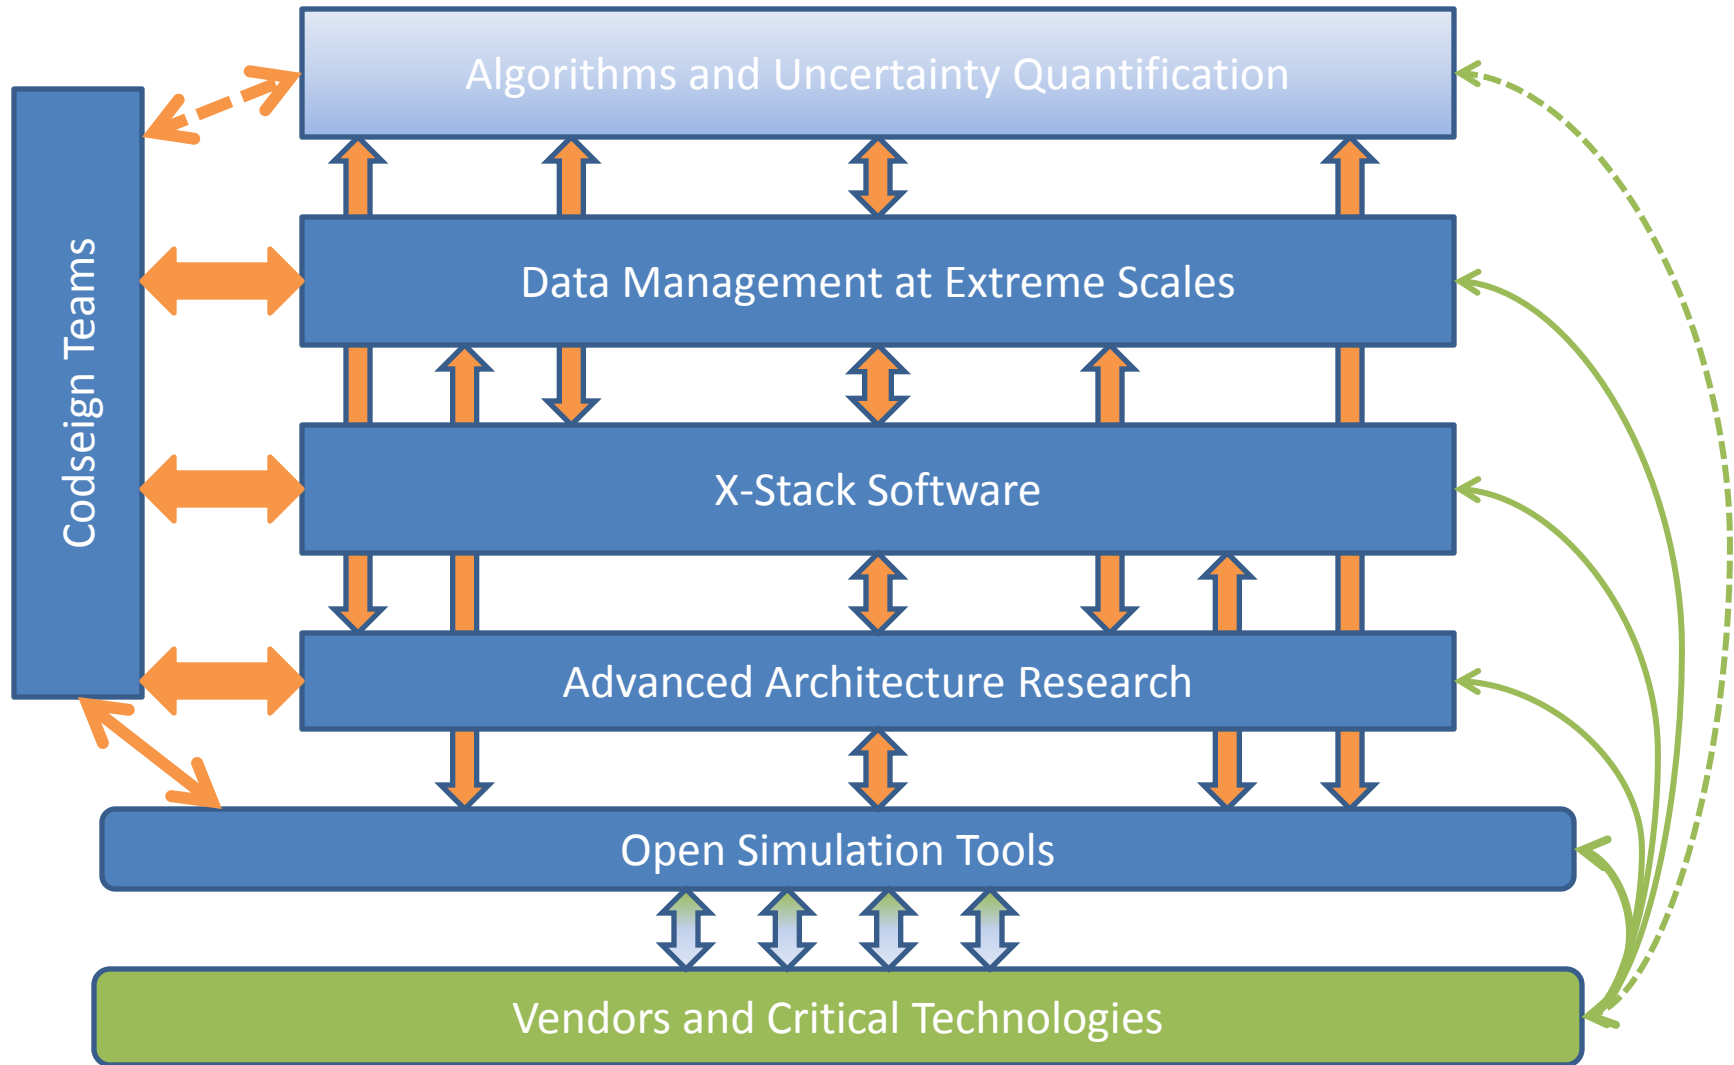 Algorithms and Uncertainty Quantification
Codseign Teams
Data Management at Extreme Scales
X-Stack Software
Advanced Architecture Research
Open Simulation Tools
Vendors and Critical Technologies